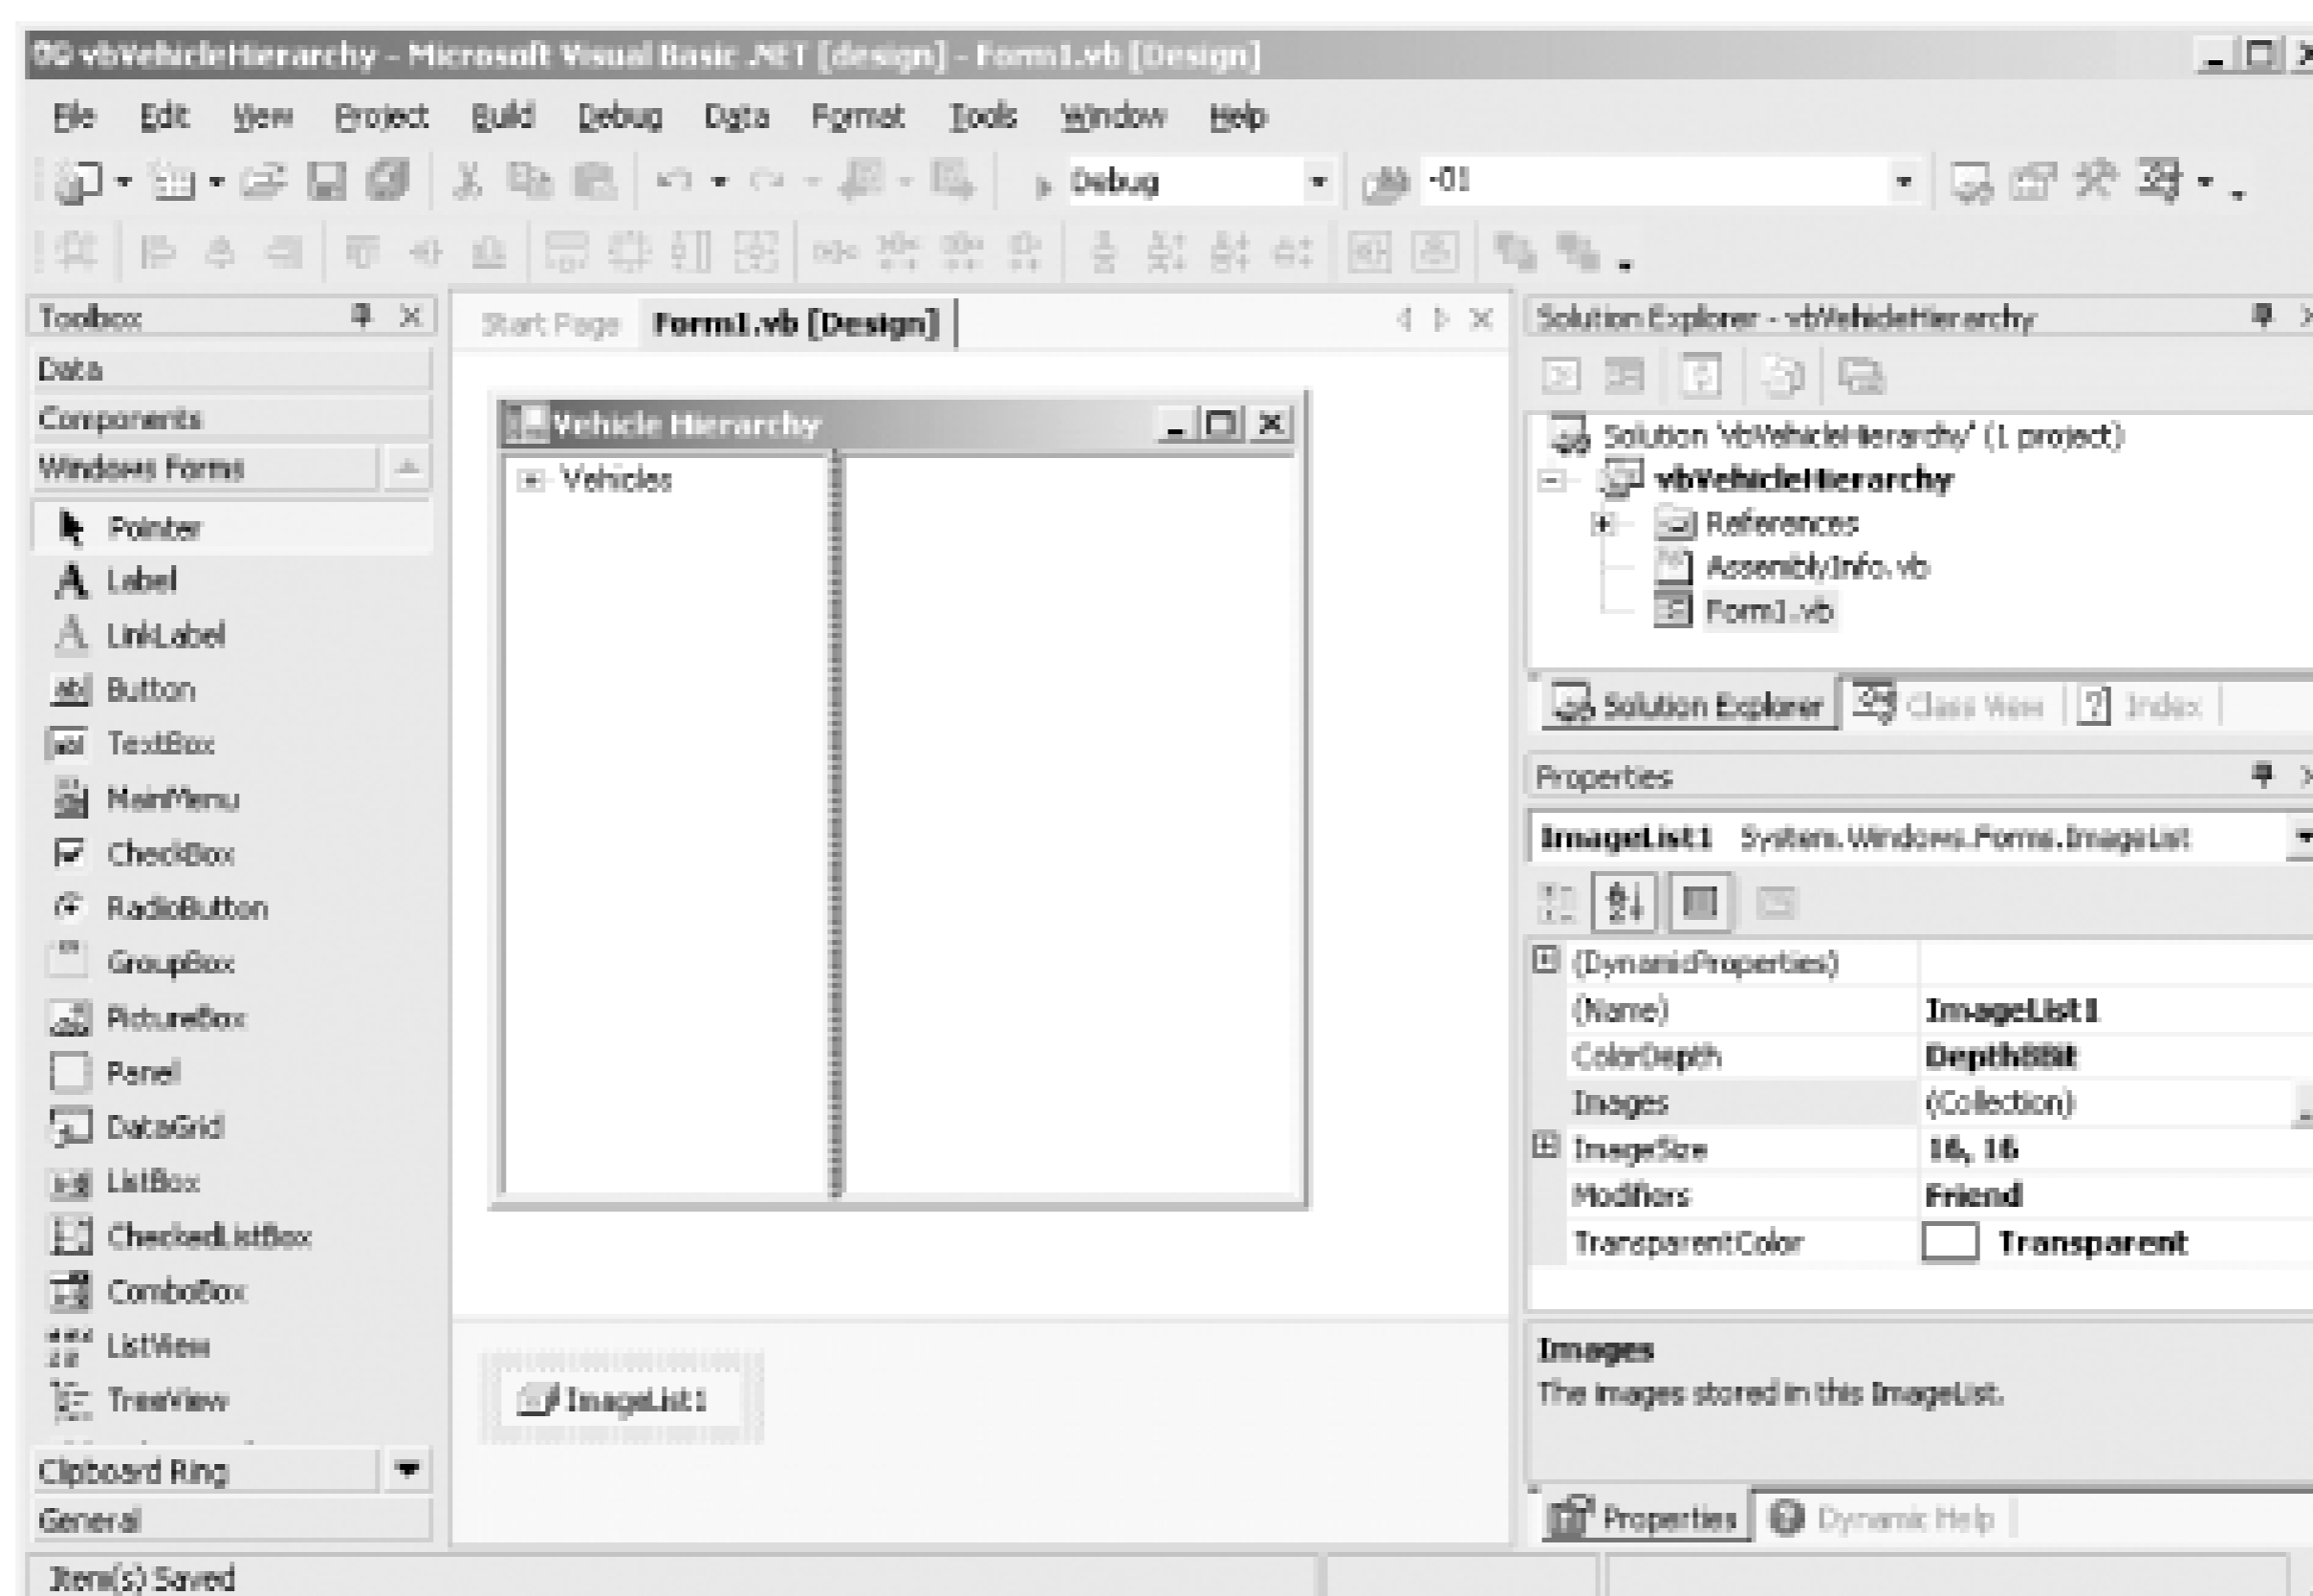 vbVehicleHierarchy - Microsoft Visual Basic .NET [design] - Form1.vb [Design]
File Edit View Project Build Debug Data Format Tools Window Help
Debug -01
Toolbox
Data
Components
Windows Forms
Pointer
Label
LinkLabel
Button
TextBox
MainMenu
CheckBox
RadioButton
GroupBox
PictureBox
Panel
DataGrid
ListBox
CheckedListBox
ComboBox
ListView
TreeView
Clipboard Ring
General
Start Page Form1.vb [Design]
Vehicle Hierarchy
Vehicles
ImageList1
Solution Explorer - vbVehicleHierarchy
Solution 'vbVehicleHierarchy' (1 project)
vbVehicleHierarchy
References
AssemblyInfo.vb
Form1.vb
Solution Explorer Class View Index
Properties
ImageList1 System.Windows.Forms.ImageList
(DynamicProperties)
(Name) ImageList1
ColorDepth Depth8Bit
Images (Collection)
ImageSize 16, 16
Modifiers Friend
TransparentColor Transparent
Images
The images stored in this ImageList.
Properties Dynamic Help
Item(s) Saved